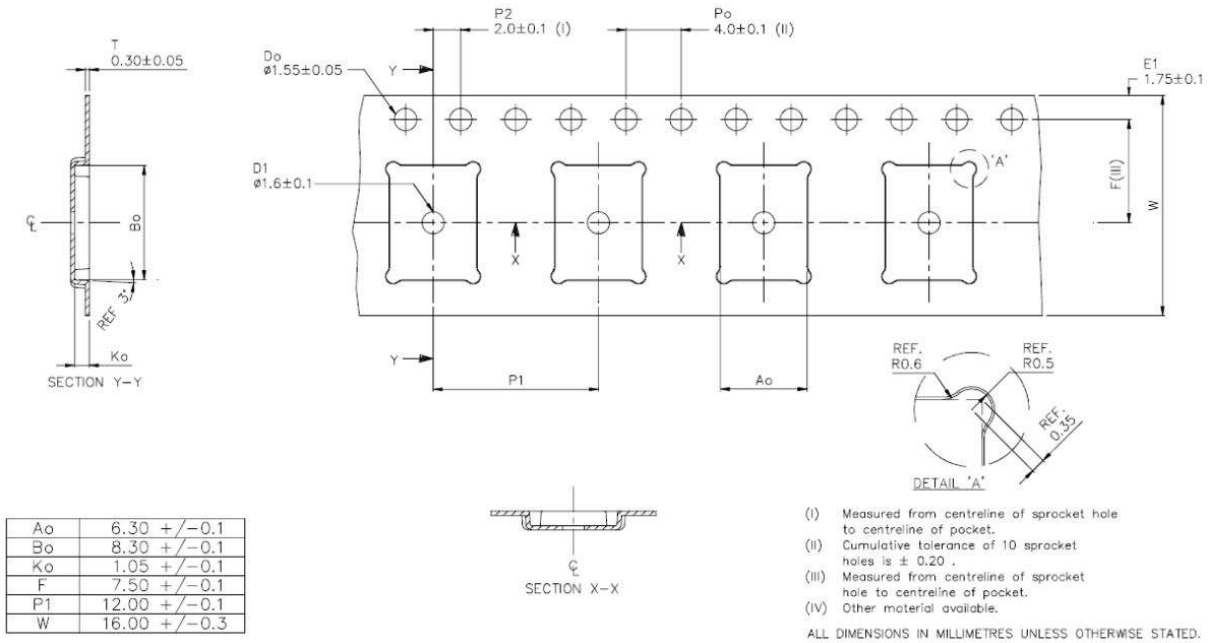 P2
2.0±0.1 (I)
Po
4.0±0.1 (II)
T
0.30±0.05
Do
ø1.55±0.05
Y
E1
1.75±0.1
D1
ø1.6±0.1
'A'
F(III)
W
℄
Bo
X
X
REF 3°
Ko
SECTION Y-Y
Y
P1
Ao
REF.
R0.6
REF.
R0.5
REF.
0.35
DETAIL 'A'
Ao 6.30 +/-0.1
Bo 8.30 +/-0.1
Ko 1.05 +/-0.1
F 7.50 +/-0.1
P1 12.00 +/-0.1
W 16.00 +/-0.3
℄
SECTION X-X
(I) Measured from centreline of sprocket hole
to centreline of pocket.
(II) Cumulative tolerance of 10 sprocket
holes is ± 0.20 .
(III) Measured from centreline of sprocket
hole to centreline of pocket.
(IV) Other material available.
ALL DIMENSIONS IN MILLIMETRES UNLESS OTHERWISE STATED.